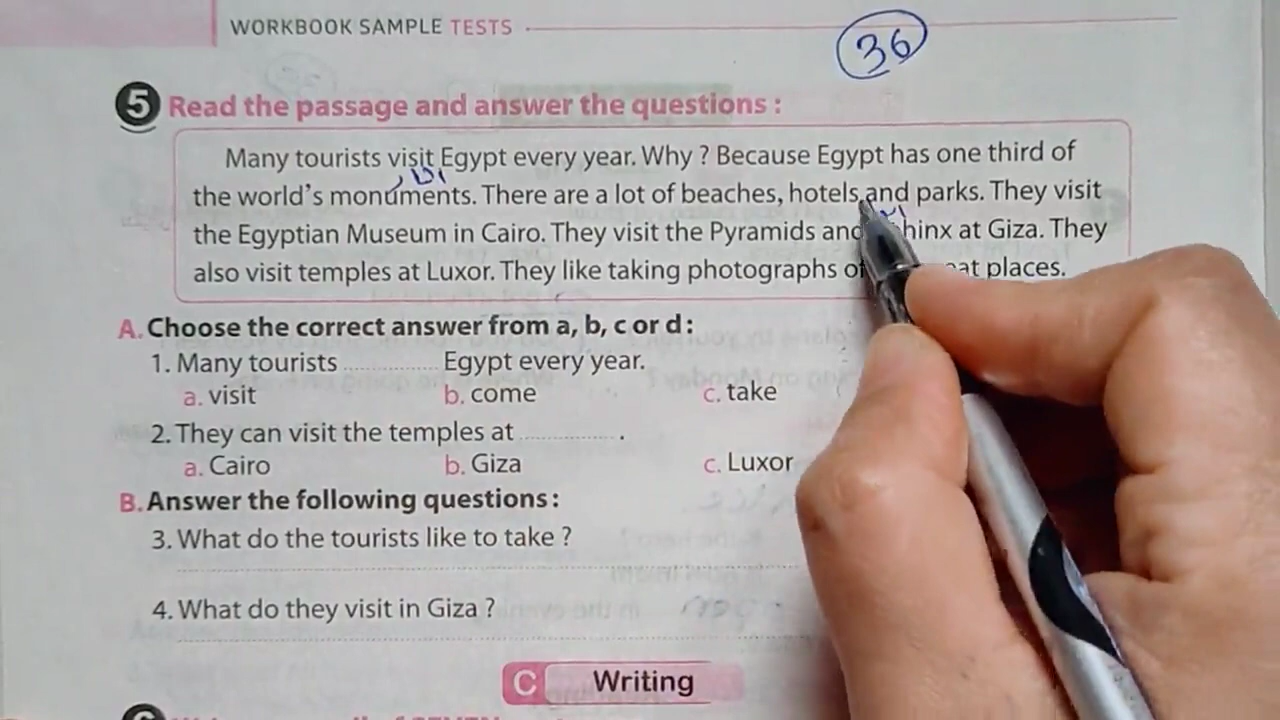 WORKBOOK SAMPLE TESTS
36
5 Read the passage and answer the questions :
Many tourists visit Egypt every year. Why ? Because Egypt has one third of
the world's monuments. There are a lot of beaches, hotels and parks. They visit
the Egyptian Museum in Cairo. They visit the Pyramids and at Giza. They
also visit temples at Luxor. They like taking photographs places.
A. Choose the correct answer from a, b, c or d :
1. Many tourists ............ Egypt every year.
a. visit b. come c. take
2. They can visit the temples at ............ .
a. Cairo b. Giza c. Luxor
B. Answer the following questions :
3. What do the tourists like to take ?
4. What do they visit in Giza ?
C Writing